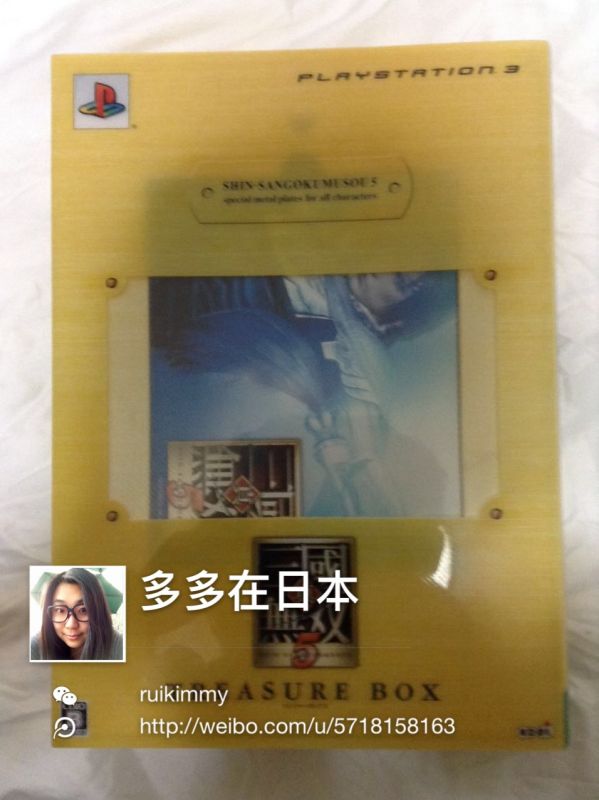 PLAYSTATION 3
SHIN·SANGOKUMUSOU 5
special metal plates for all characters
5
多多在日本
TREASURE BOX
ruikimmy
http://weibo.com/u/5718158163